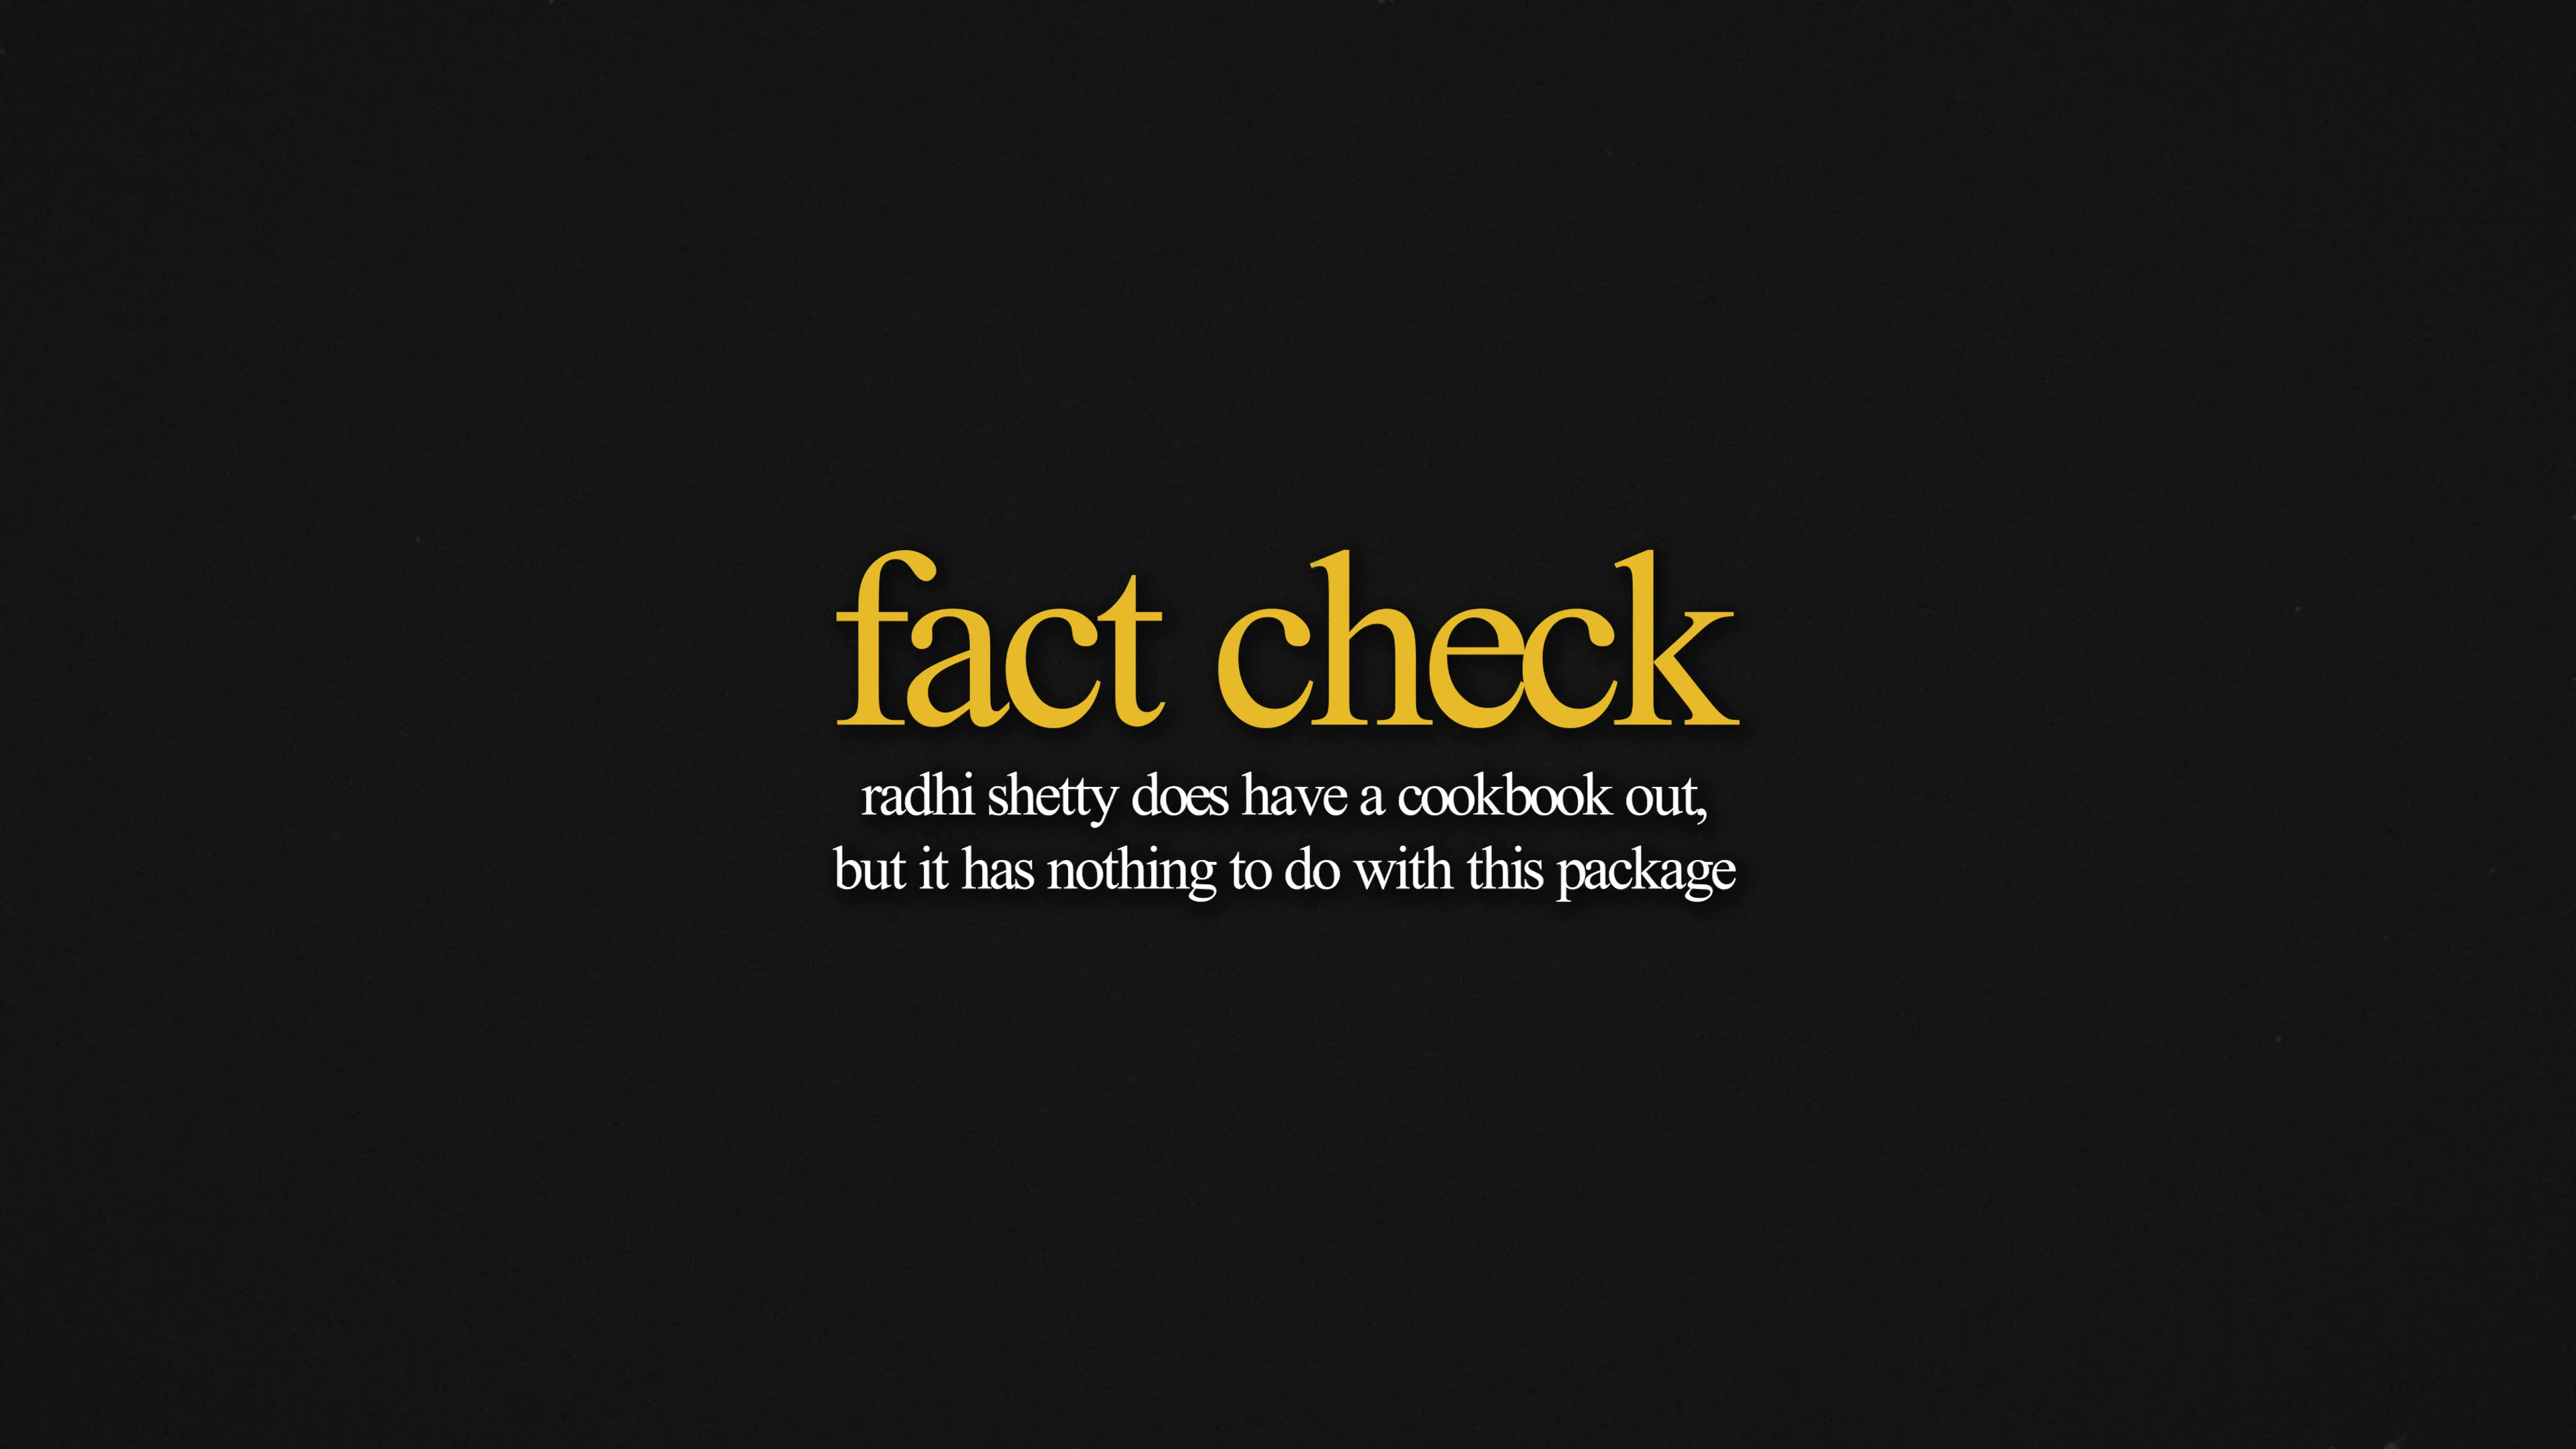 fact check
radhi shetty does have a cookbook out,
but it has nothing to do with this package